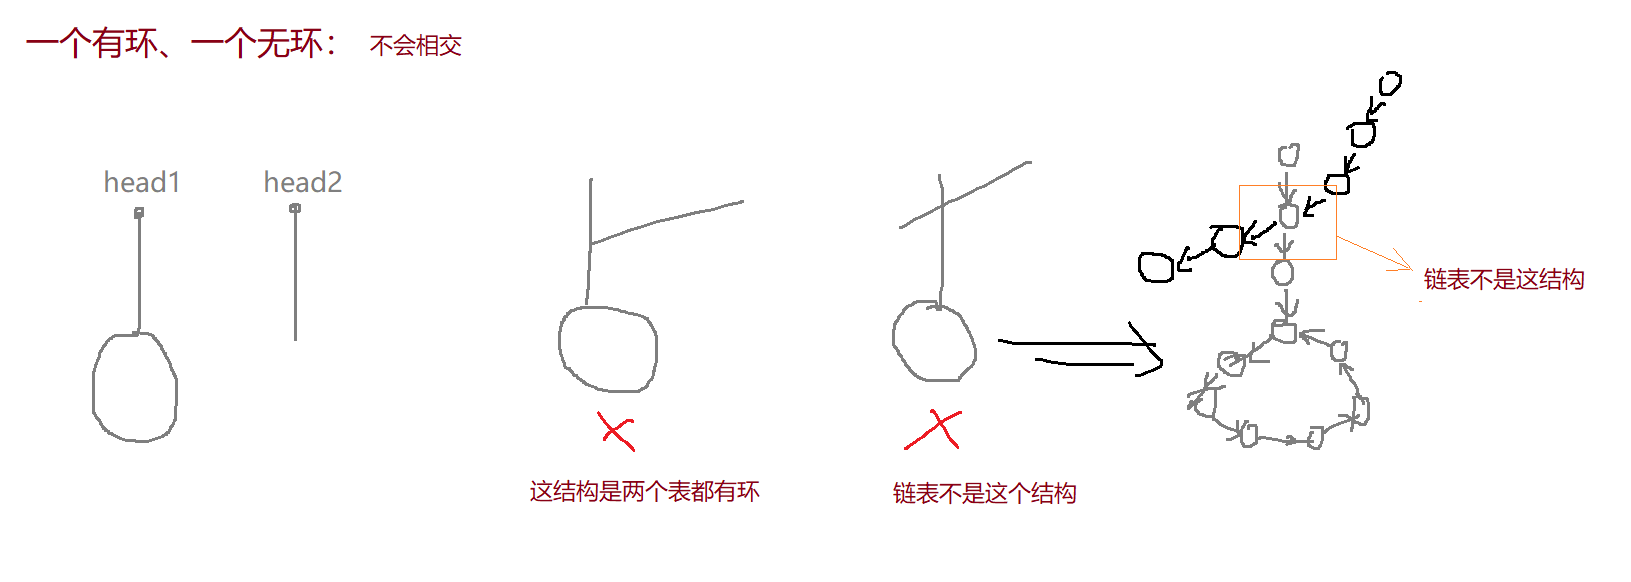 一个有环、一个无环： 不会相交
head1 head2
链表不是这结构
这结构是两个表都有环
链表不是这个结构